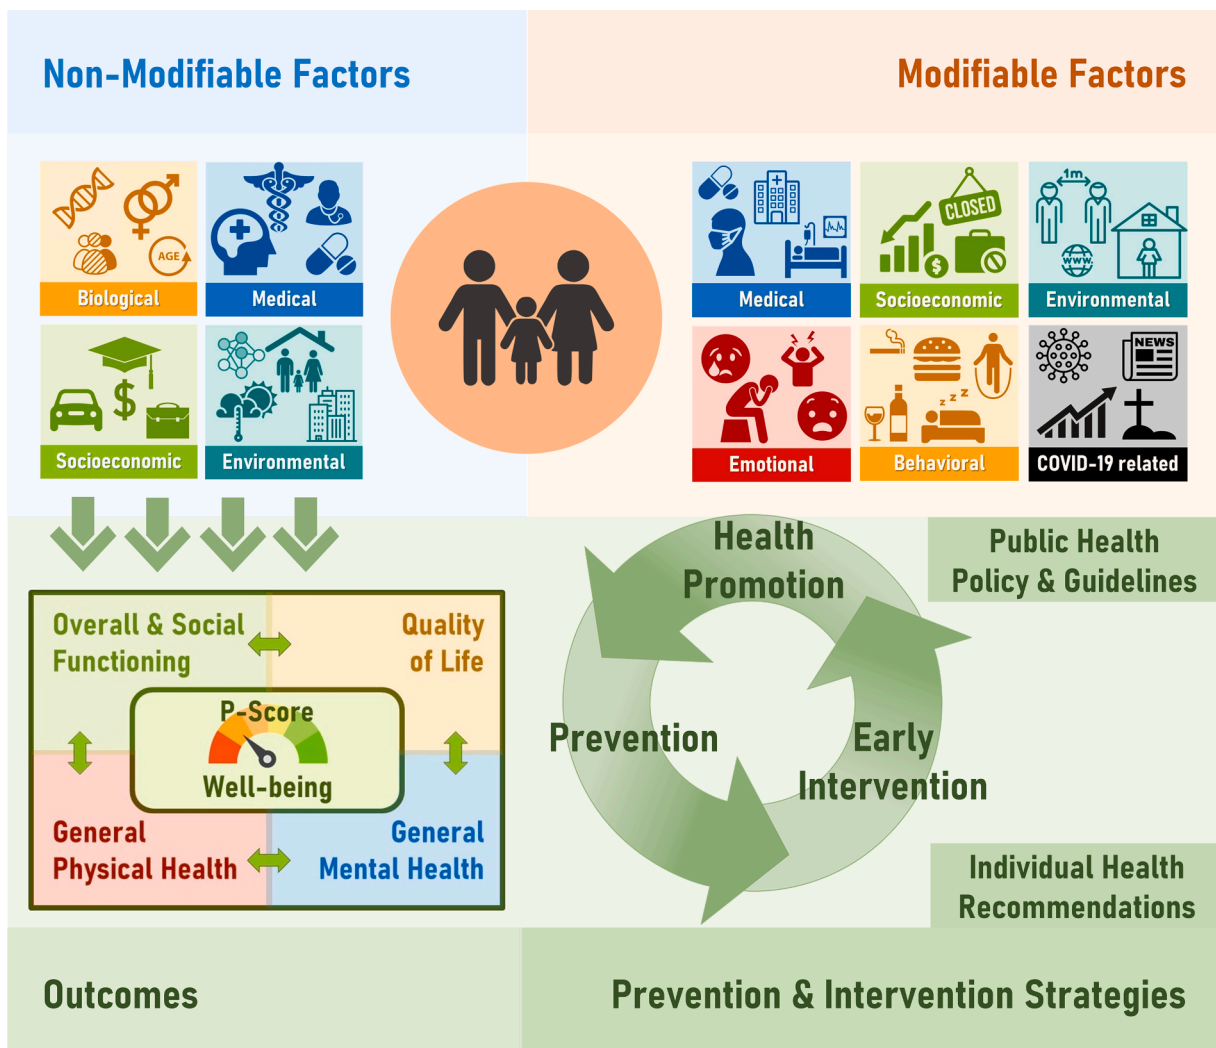 Non-Modifiable Factors
Modifiable Factors
AGE
Biological
Medical
Socioeconomic
Environmental
Medical
CLOSED
$
Socioeconomic
1m
www
Environmental
Emotional
z z z
Behavioral
NEWS
COVID-19 related
$
Overall & Social
Functioning
Quality
of Life
P-Score
Well-being
General
Physical Health
General
Mental Health
Health
Promotion
Prevention
Early
Intervention
Public Health
Policy & Guidelines
Individual Health
Recommendations
Outcomes
Prevention & Intervention Strategies